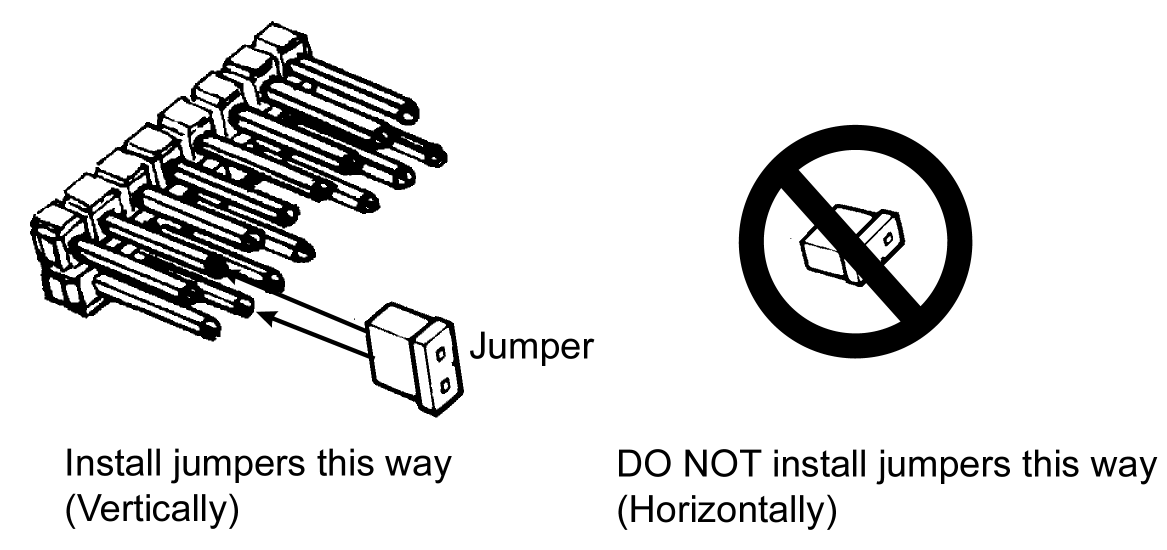 Jumper
Install jumpers this way
(Vertically)
DO NOT install jumpers this way
(Horizontally)